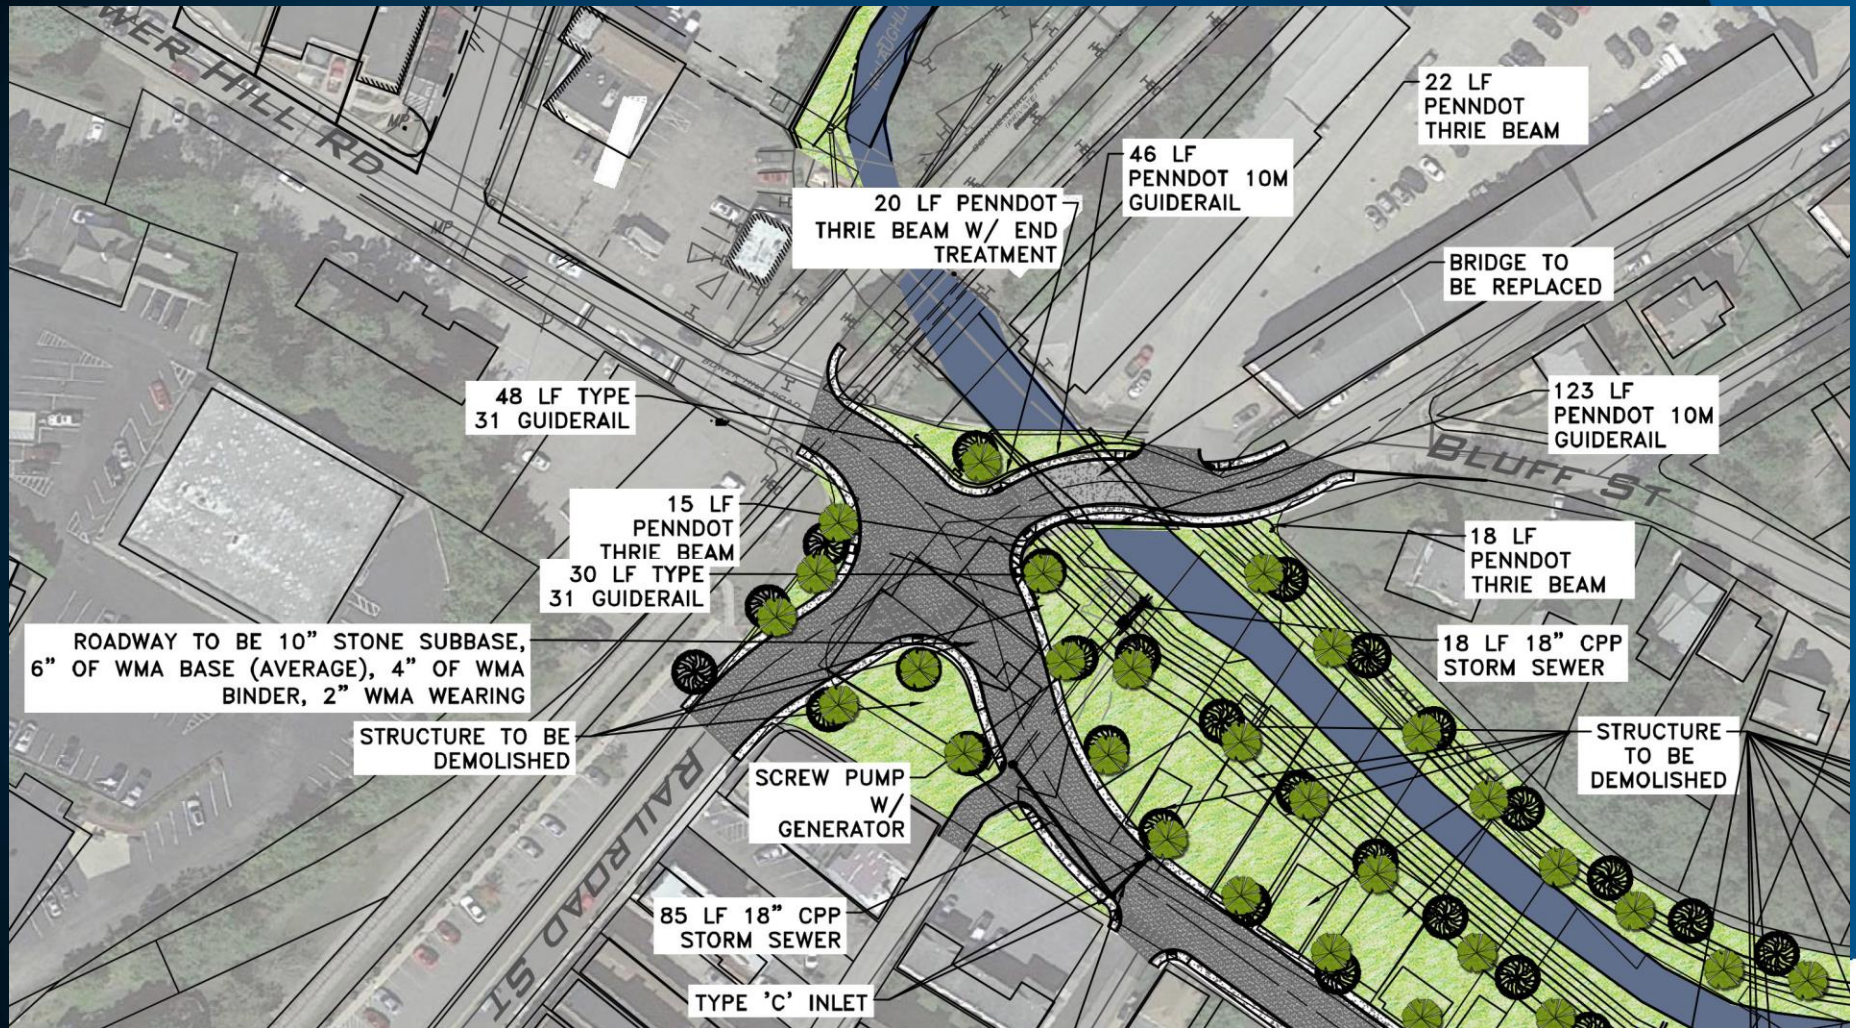 OWER HILL RD
MP
MP
22 LF
PENNDOT
THRIE BEAM
46 LF
PENNDOT 10M
GUIDERAIL
20 LF PENNDOT
THRIE BEAM W/ END
TREATMENT
BRIDGE TO
BE REPLACED
48 LF TYPE
31 GUIDERAIL
123 LF
PENNDOT 10M
GUIDERAIL
BLUFF ST
15 LF
PENNDOT
THRIE BEAM
30 LF TYPE
31 GUIDERAIL
18 LF
PENNDOT
THRIE BEAM
ROADWAY TO BE 10" STONE SUBBASE,
6" OF WMA BASE (AVERAGE), 4" OF WMA
BINDER, 2" WMA WEARING
18 LF 18" CPP
STORM SEWER
STRUCTURE TO BE
DEMOLISHED
STRUCTURE
TO BE
DEMOLISHED
SCREW PUMP
W/
GENERATOR
RAILROAD ST
85 LF 18" CPP
STORM SEWER
TYPE 'C' INLET